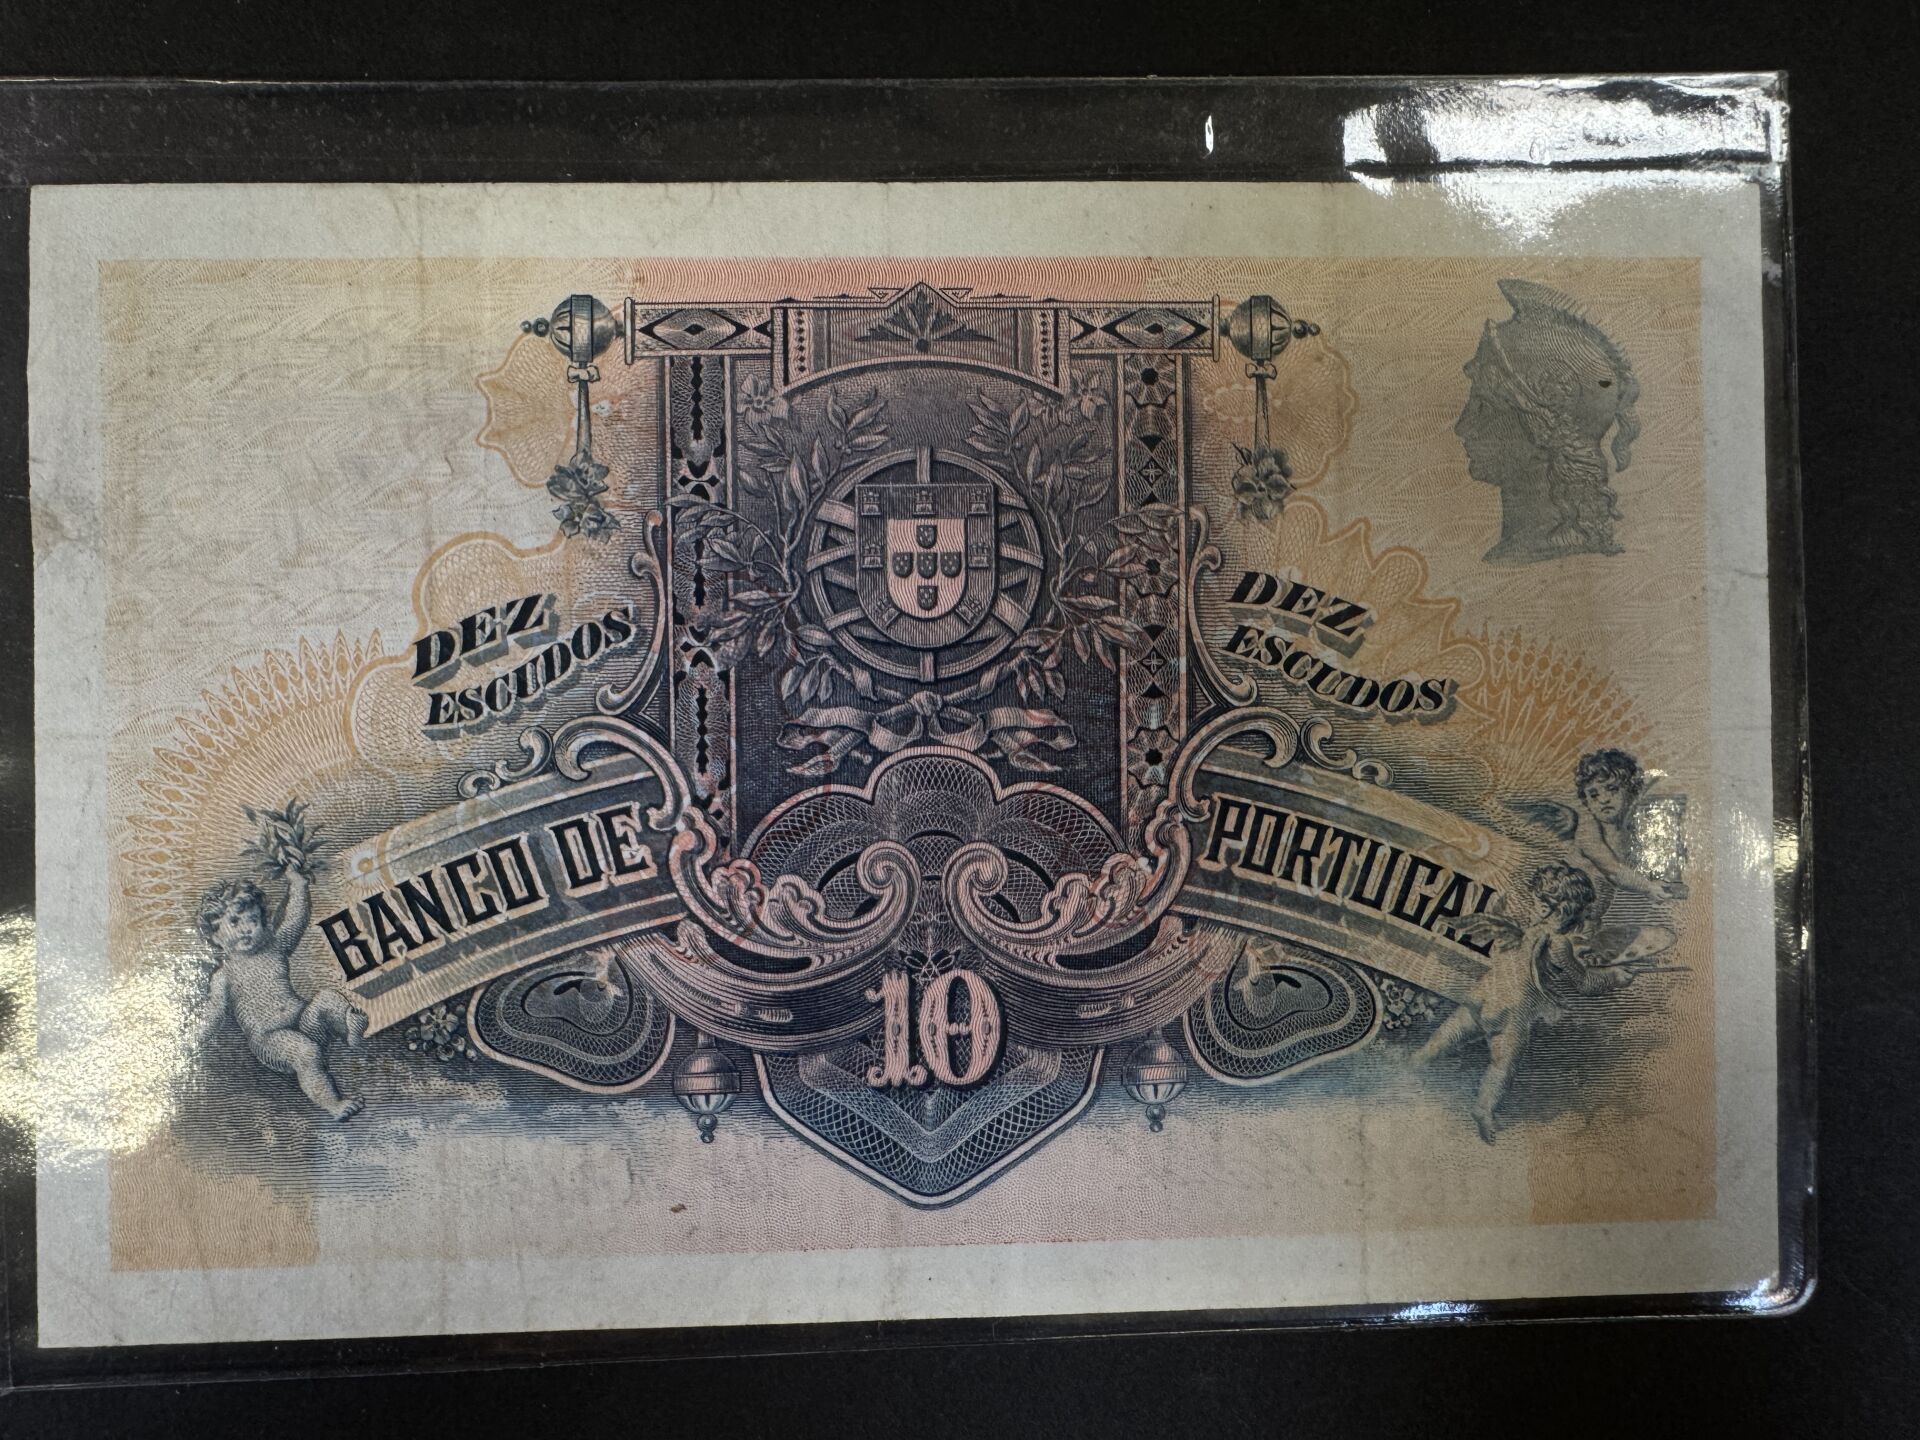 DEZ
ESCUDOS
DEZ
ESCUDOS
BANCO DE
PORTUGAL
10